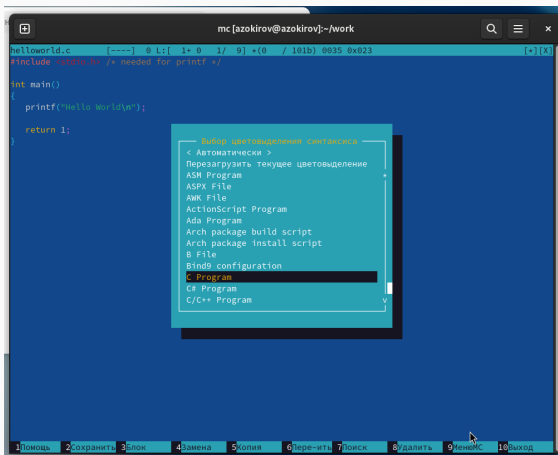 mc [azokirov@azokirov]:~/work
helloworld.c [----] 0 L:[ 1+ 0 1/ 9] *(0 / 101b) 0035 0x023 [*][X]
#include <stdio.h> /* needed for printf */
int main()
{
printf("Hello World\n");
return 1;
}
Выбор цветовыделения синтаксиса
< Автоматически >
Перезагрузить текущее цветовыделение
ASM Program
ASPX File
AWK File
ActionScript Program
Ada Program
Arch package build script
Arch package install script
B File
Bind9 configuration
C Program
C# Program
C/C++ Program
1Помощь 2Сохранить 3Блок 4Замена 5Копия 6Пере~ить 7Поиск 8Удалить 9МенюMC 10Выход